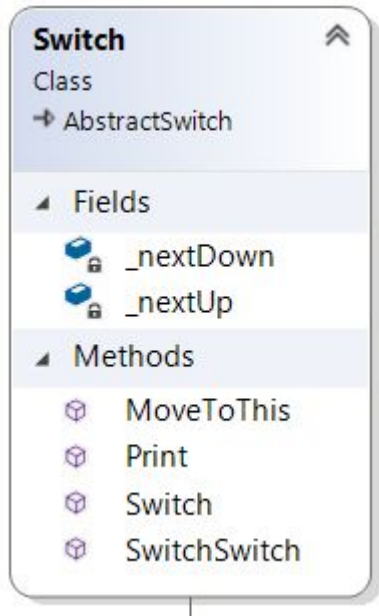 Switch
Class
AbstractSwitch
Fields
_nextDown
_nextUp
Methods
MoveToThis
Print
Switch
SwitchSwitch